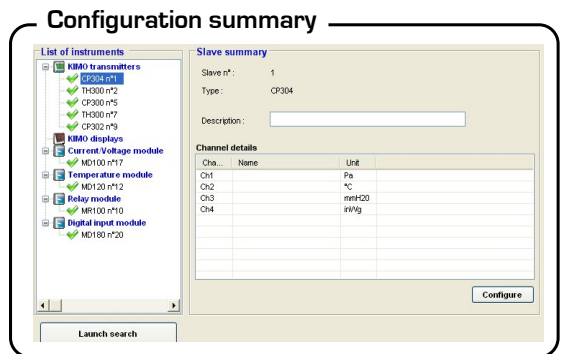 Configuration summary
List of instruments
KIMO transmitters
CP304 n°1
TH300 n°2
CP300 n°5
TH300 n°7
CP302 n°9
KIMO displays
Current/Voltage module
MD100 n°17
Temperature module
MD120 n°12
Relay module
MR100 n°10
Digital input module
MD180 n°20
Launch search
Slave summary
Slave n° : 1
Type : CP304
Description :
Channel details
Cha... Name Unit
Ch1 Pa
Ch2 °C
Ch3 mmH20
Ch4 inWg
Configure